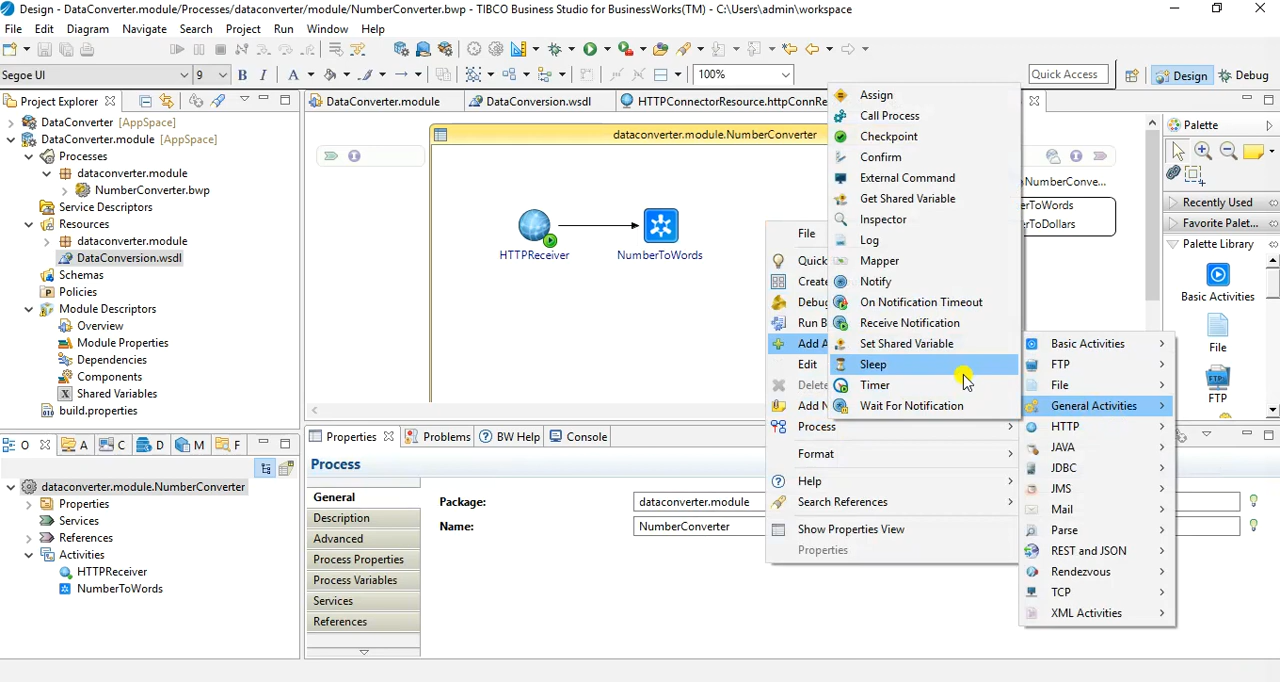 Design - DataConverter.module/Processes/dataconverter/module/NumberConverter.bwp - TIBCO Business Studio for BusinessWorks(TM) - C:\Users\admin\workspace
File Edit Diagram Navigate Search Project Run Window Help
Segoe UI 9 B I A 100% Quick Access Design Debug
Project Explorer
DataConverter [AppSpace]
DataConverter.module [AppSpace]
Processes
dataconverter.module
NumberConverter.bwp
Service Descriptors
Resources
dataconverter.module
DataConversion.wsdl
Schemas
Policies
Module Descriptors
Overview
Module Properties
Dependencies
Components
Shared Variables
build.properties
DataConverter.module DataConversion.wsdl HTTPConnectorResource.httpConnRe
dataconverter.module.NumberConverter
HTTPReceiver
NumberToWords
NumberConve...
erToWords
erToDollars
File
Quick
Create
Debug
Run B
Add A
Edit
Delete
Add N
Process
Format
Help
Search References
Show Properties View
Properties
Assign
Call Process
Checkpoint
Confirm
External Command
Get Shared Variable
Inspector
Log
Mapper
Notify
On Notification Timeout
Receive Notification
Set Shared Variable
Sleep
Timer
Wait For Notification
Basic Activities
FTP
File
General Activities
HTTP
JAVA
JDBC
JMS
Mail
Parse
REST and JSON
Rendezvous
TCP
XML Activities
Palette
Recently Used
Favorite Palet...
Palette Library
Basic Activities
File
FTP
O A C D M F
dataconverter.module.NumberConverter
Properties
Services
References
Activities
HTTPReceiver
NumberToWords
Properties Problems BW Help Console
Process
General
Description
Advanced
Process Properties
Process Variables
Services
References
Package: dataconverter.module
Name: NumberConverter